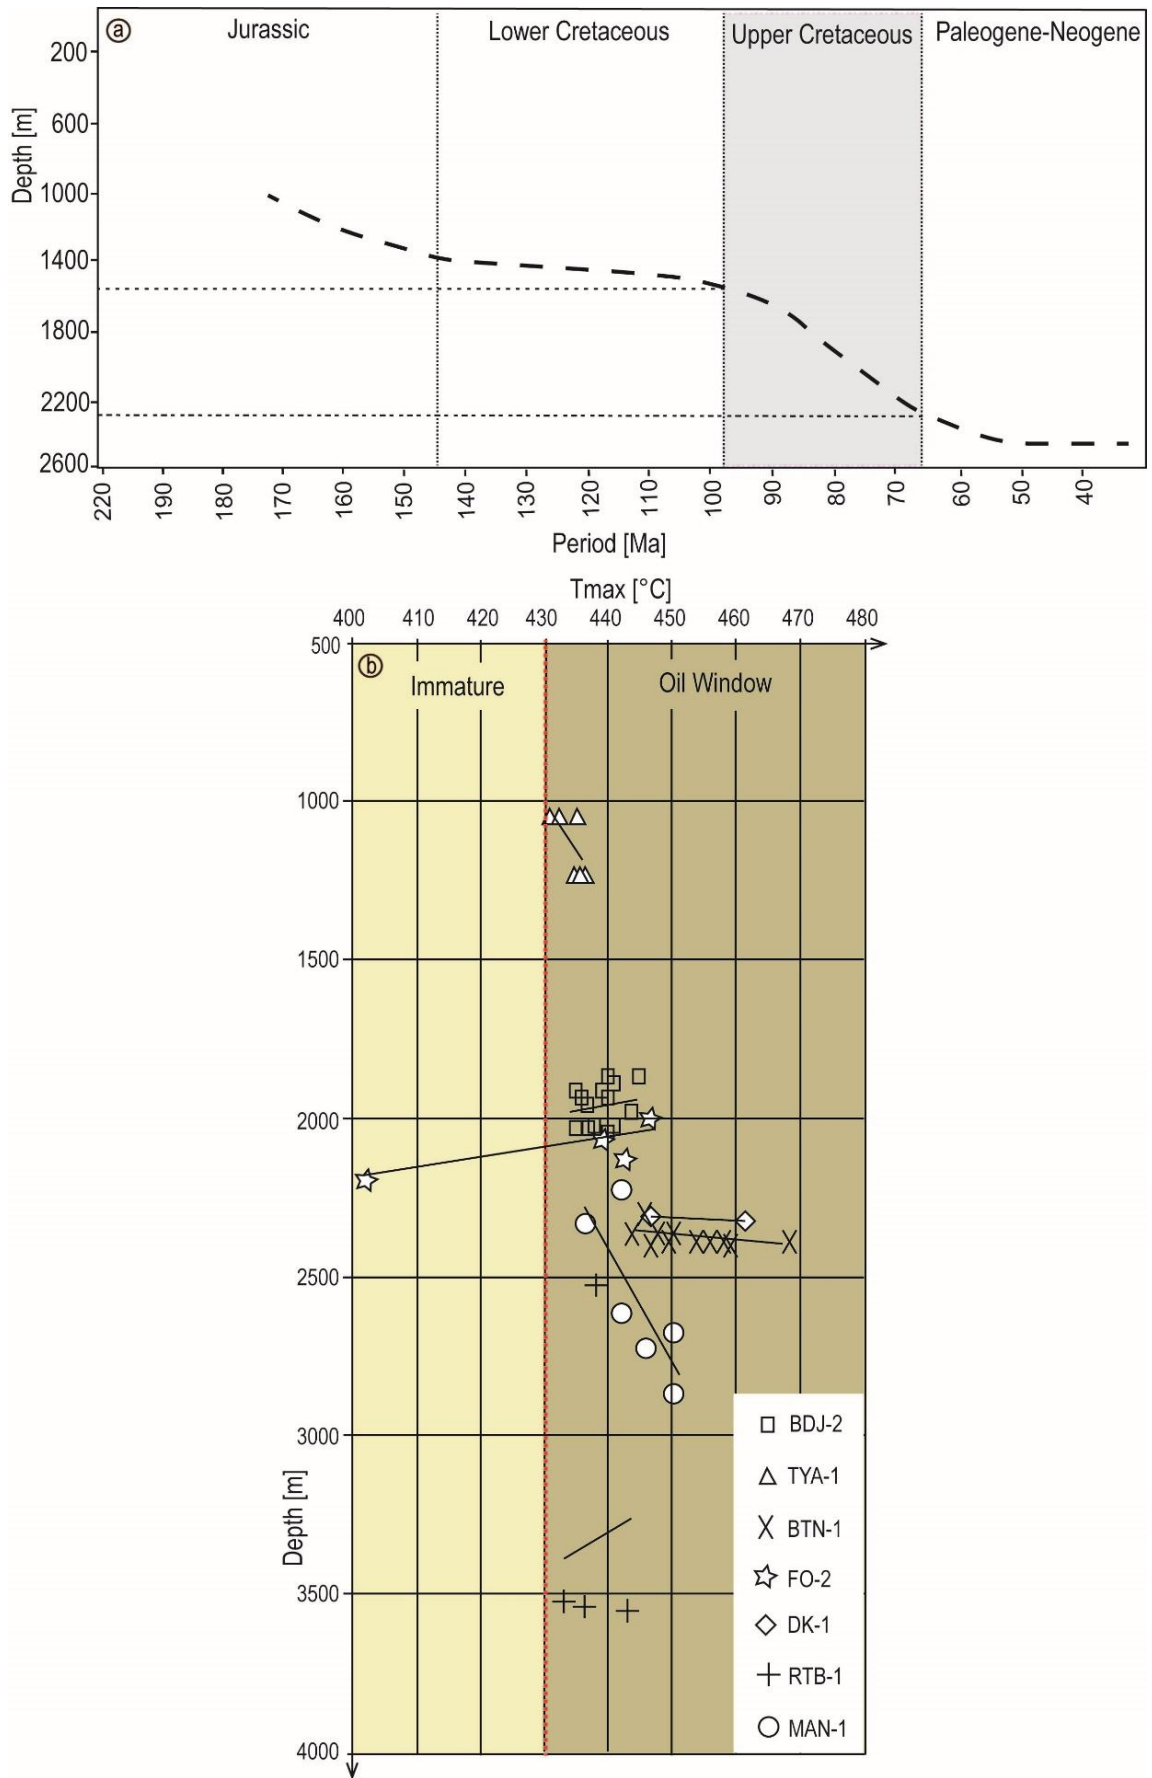 a
Jurassic
Lower Cretaceous
Upper Cretaceous
Paleogene-Neogene
Depth [m]
200
600
1000
1400
1800
2200
2600
220 190 180 170 160 150 140 130 120 110 100 90 80 70 60 50 40
Period [Ma]
Tmax [°C]
400 410 420 430 440 450 460 470 480
500
b
Immature
Oil Window
1000
1500
2000
2500
3000
3500
4000
Depth [m]
BDJ-2
TYA-1
BTN-1
FO-2
DK-1
RTB-1
MAN-1